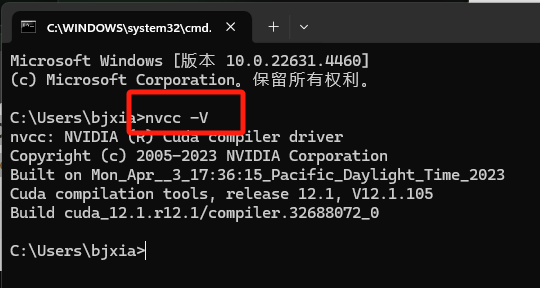 C:\WINDOWS\system32\cmd.
Microsoft Windows [版本 10.0.22631.4460]
(c) Microsoft Corporation。保留所有权利。
C:\Users\bjxia>nvcc -V
nvcc: NVIDIA (R) Cuda compiler driver
Copyright (c) 2005-2023 NVIDIA Corporation
Built on Mon_Apr__3_17:36:15_Pacific_Daylight_Time_2023
Cuda compilation tools, release 12.1, V12.1.105
Build cuda_12.1.r12.1/compiler.32688072_0
C:\Users\bjxia>